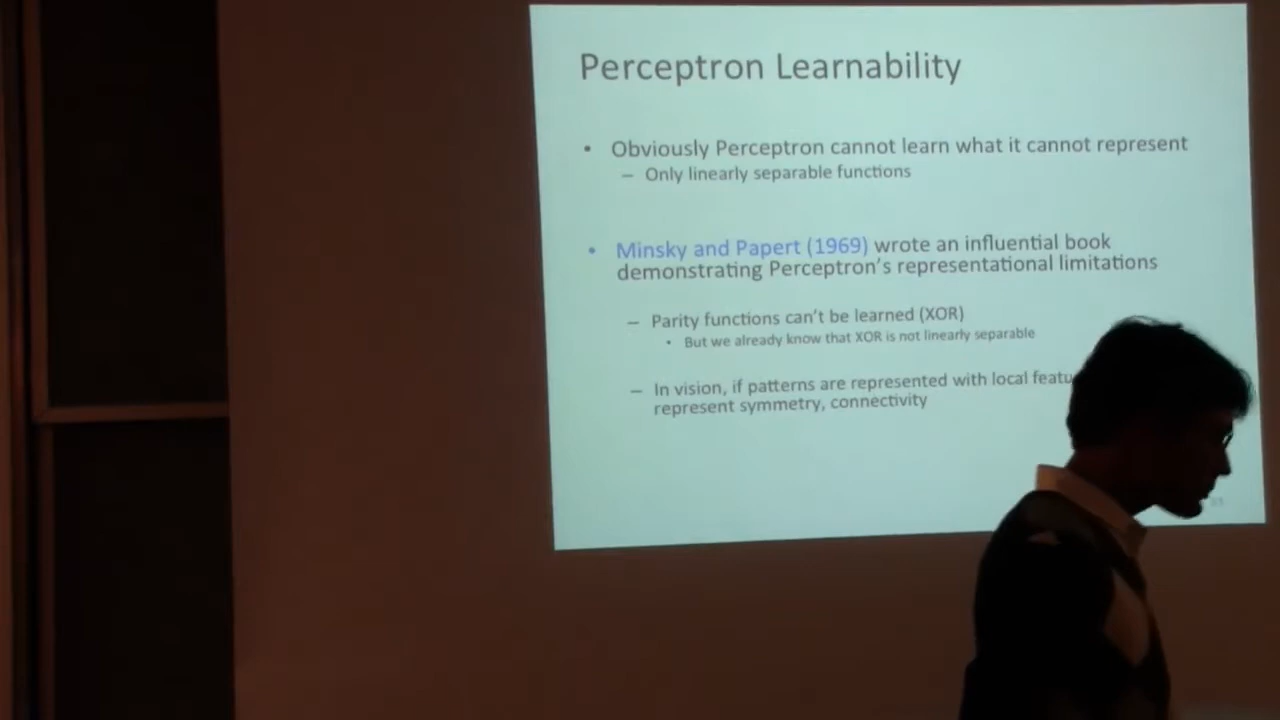 Perceptron Learnability
• Obviously Perceptron cannot learn what it cannot represent
– Only linearly separable functions
• Minsky and Papert (1969) wrote an influential book
demonstrating Perceptron's representational limitations
– Parity functions can't be learned (XOR)
• But we already know that XOR is not linearly separable
– In vision, if patterns are represented with local
represent symmetry, connectivity